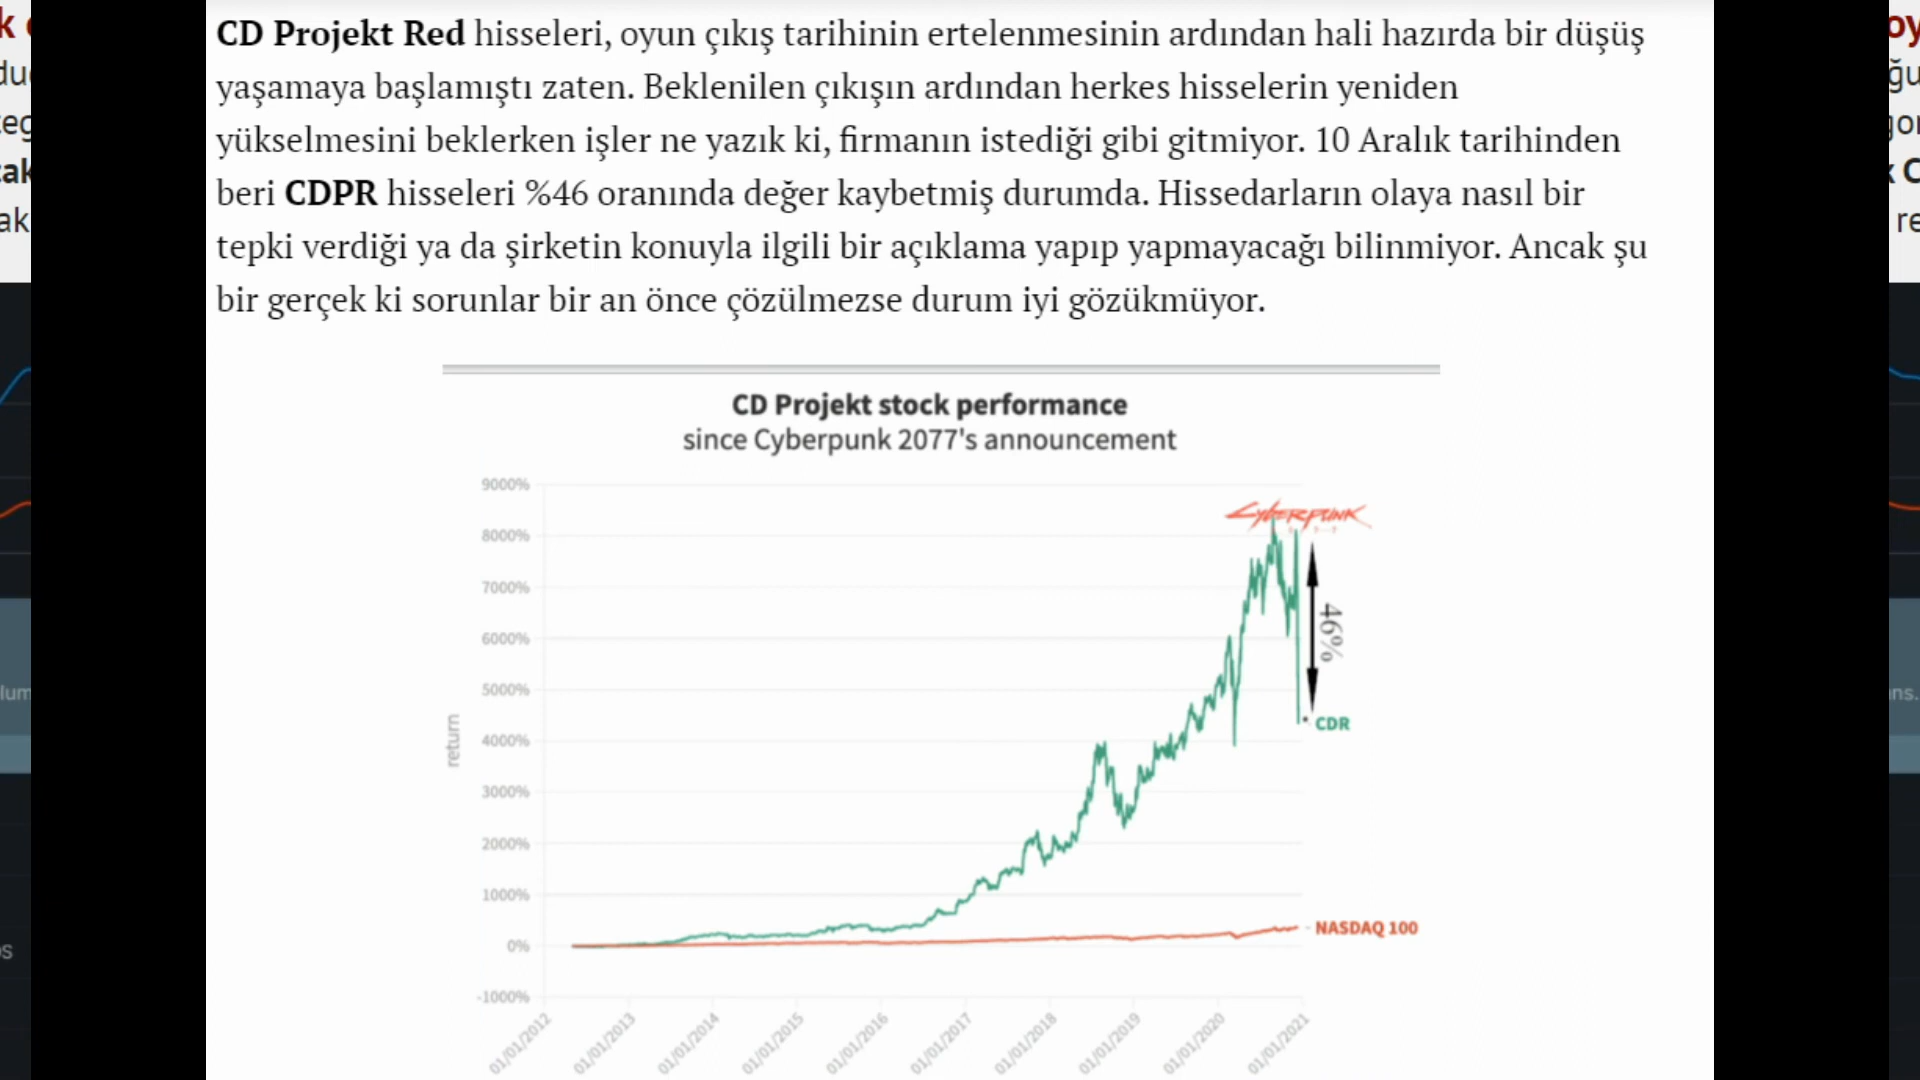 CD Projekt Red hisseleri, oyun çıkış tarihinin ertelenmesinin ardından hali hazırda bir düşüş
yaşamaya başlamıştı zaten. Beklenilen çıkışın ardından herkes hisselerin yeniden
yükselmesini beklerken işler ne yazık ki, firmanın istediği gibi gitmiyor. 10 Aralık tarihinden
beri CDPR hisseleri %46 oranında değer kaybetmiş durumda. Hissedarların olaya nasıl bir
tepki verdiği ya da şirketin konuyla ilgili bir açıklama yapıp yapmayacağı bilinmiyor. Ancak şu
bir gerçek ki sorunlar bir an önce çözülmezse durum iyi gözükmüyor.
CD Projekt stock performance
since Cyberpunk 2077's announcement
9000%
CYBERPUNK
8000%
7000%
46%
6000%
5000%
CDR
return
4000%
3000%
2000%
1000%
NASDAQ 100
0%
-1000%
01/01/2012
01/01/2013
01/01/2014
01/01/2015
01/01/2016
01/01/2017
01/01/2018
01/01/2019
01/01/2020
01/01/2021